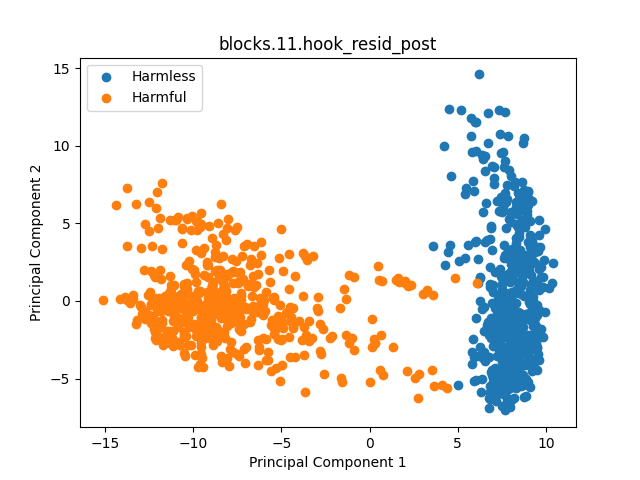 blocks.11.hook_resid_post
Harmless
Harmful
15
10
5
0
−5
Principal Component 2
−15
−10
−5
0
5
10
Principal Component 1